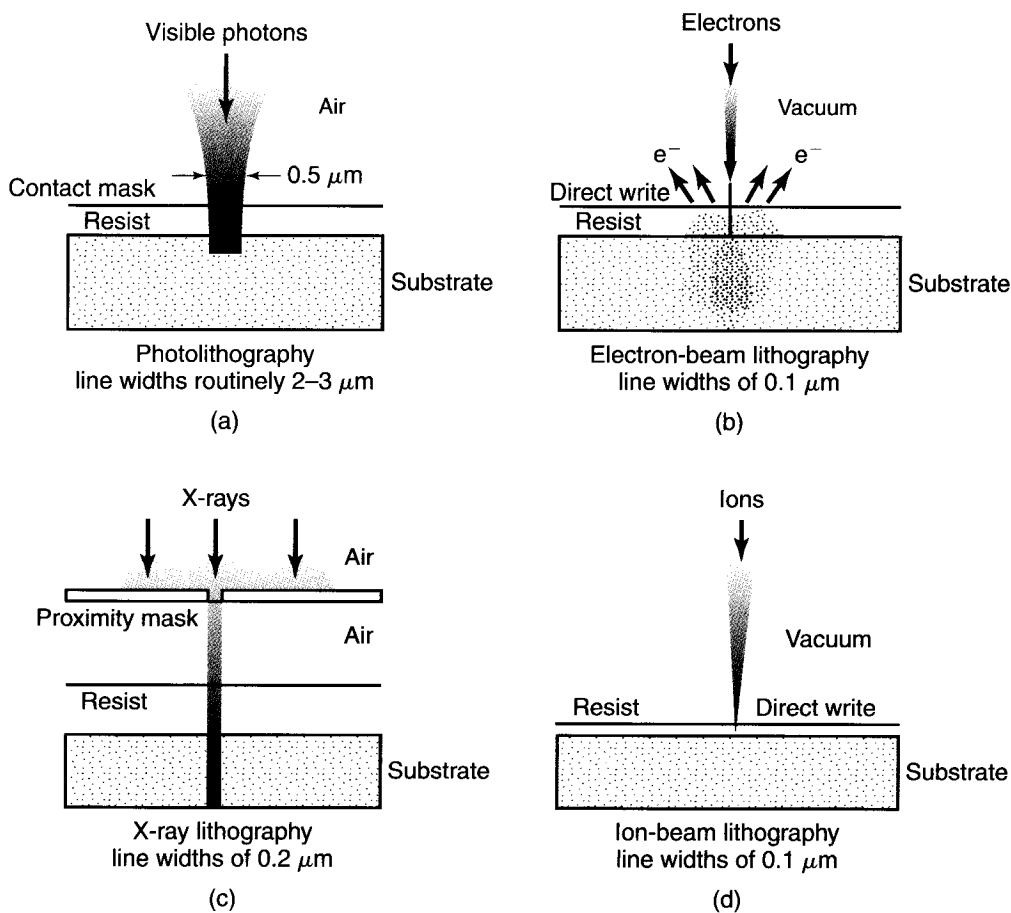 Visible photons
Air
0.5 μm
Contact mask
Resist
Substrate
Photolithography
line widths routinely 2–3 μm
(a)
Electrons
Vacuum
e⁻
e⁻
Direct write
Resist
Substrate
Electron-beam lithography
line widths of 0.1 μm
(b)
X-rays
Air
Proximity mask
Air
Resist
Substrate
X-ray lithography
line widths of 0.2 μm
(c)
Ions
Vacuum
Resist
Direct write
Substrate
Ion-beam lithography
line widths of 0.1 μm
(d)